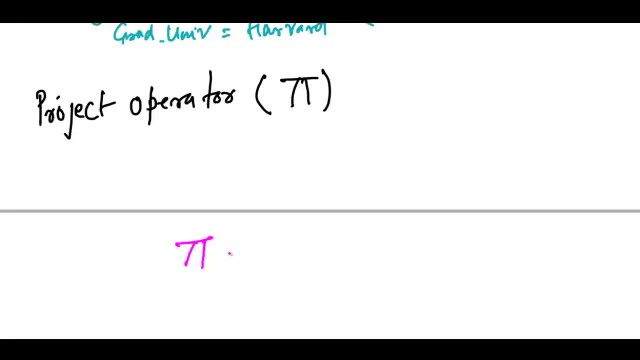 Grad_Univ = Harvard
Project operator ( π )
π